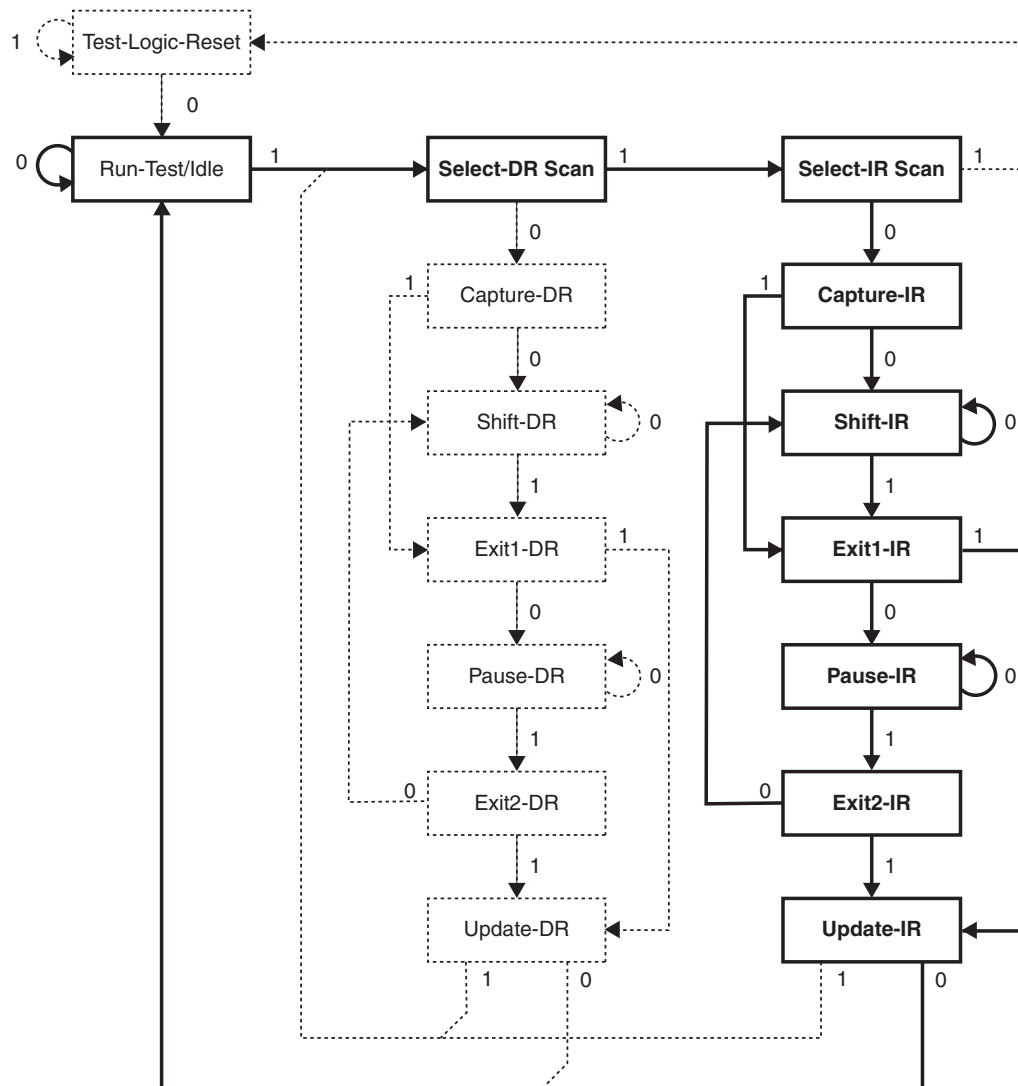 1
Test-Logic-Reset
0
0
Run-Test/Idle
1
Select-DR Scan
1
Select-IR Scan
1
0
0
1
Capture-DR
1
Capture-IR
0
0
Shift-DR
0
Shift-IR
0
1
1
Exit1-DR
1
Exit1-IR
1
0
0
Pause-DR
0
Pause-IR
0
1
1
0
Exit2-DR
0
Exit2-IR
1
1
Update-DR
Update-IR
1
0
1
0